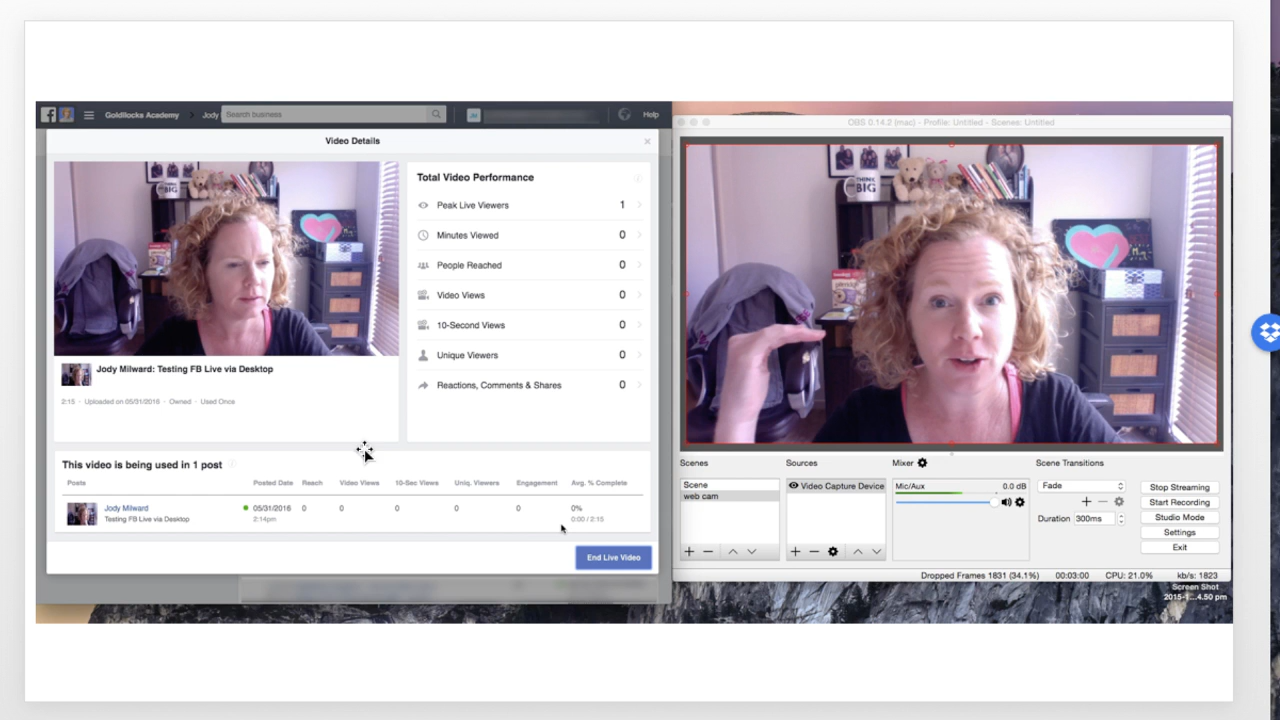 Goldilocks Academy
Jody
Search business
Help
Video Details
Total Video Performance
Peak Live Viewers 1
Minutes Viewed 0
People Reached 0
Video Views 0
10-Second Views 0
Unique Viewers 0
Reactions, Comments & Shares 0
Jody Milward: Testing FB Live via Desktop
2:15 · Uploaded on 05/31/2016 · Owned · Used Once
This video is being used in 1 post
Posts Posted Date Reach Video Views 10-Sec Views Uniq. Viewers Engagement Avg. % Complete
Jody Milward 05/31/2016 0 0 0 0 0 0%
Testing FB Live via Desktop 2:14pm 0:00 / 2:15
End Live Video
OBS 0.14.2 (mac) - Profile: Untitled - Scenes: Untitled
THINK
BIG
Scenes
Scene
web cam
Sources
Video Capture Device
Mixer
Mic/Aux 0.0 dB
Scene Transitions
Fade
Duration 300ms
Stop Streaming
Start Recording
Studio Mode
Settings
Exit
Dropped Frames 1831 (34.1%) 00:03:00 CPU: 21.0% kb/s: 1823
Screen Shot
2015-1...4.50 pm